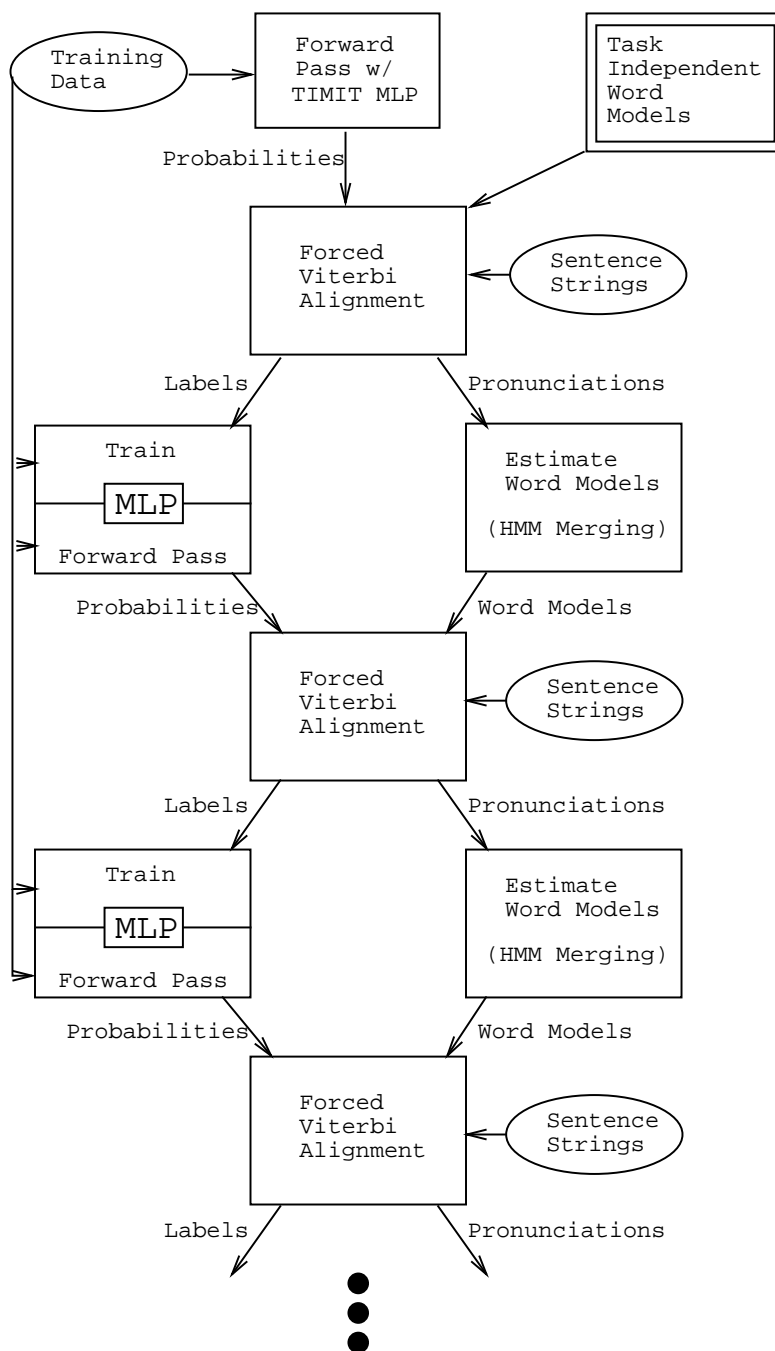 Training
Data
Forward
Pass w/
TIMIT MLP
Task
Independent
Word
Models
Probabilities
Forced
Viterbi
Alignment
Sentence
Strings
Labels
Pronunciations
Train
MLP
Forward Pass
Estimate
Word Models
(HMM Merging)
Probabilities
Word Models
Forced
Viterbi
Alignment
Sentence
Strings
Labels
Pronunciations
Train
MLP
Forward Pass
Estimate
Word Models
(HMM Merging)
Probabilities
Word Models
Forced
Viterbi
Alignment
Sentence
Strings
Labels
Pronunciations